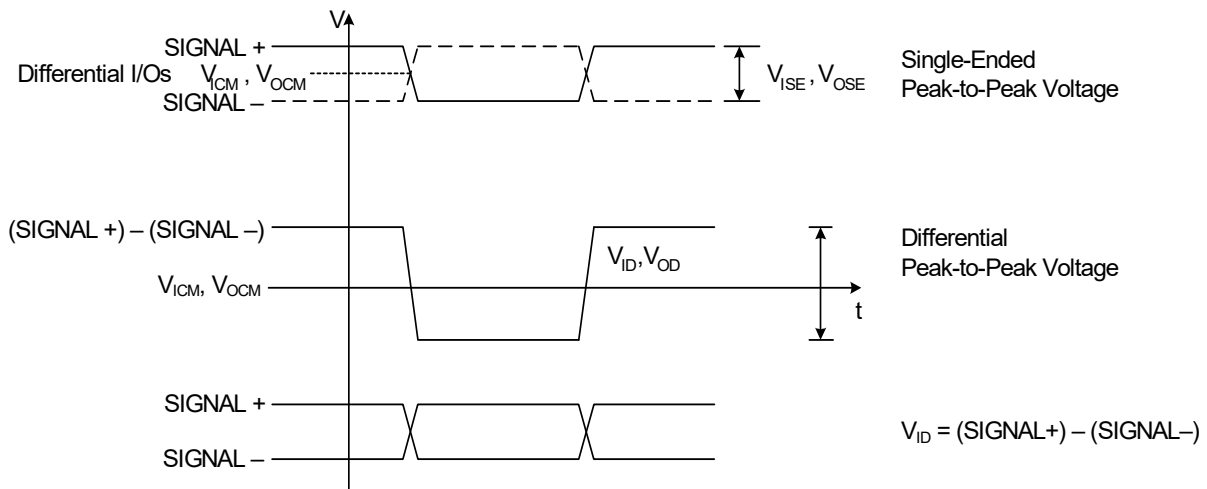 V
SIGNAL +
Differential I/Os V_ICM , V_OCM
SIGNAL –
V_ISE , V_OSE
Single-Ended
Peak-to-Peak Voltage
(SIGNAL +) – (SIGNAL –)
V_ID, V_OD
Differential
Peak-to-Peak Voltage
V_ICM, V_OCM
t
SIGNAL +
SIGNAL –
V_ID = (SIGNAL+) – (SIGNAL–)